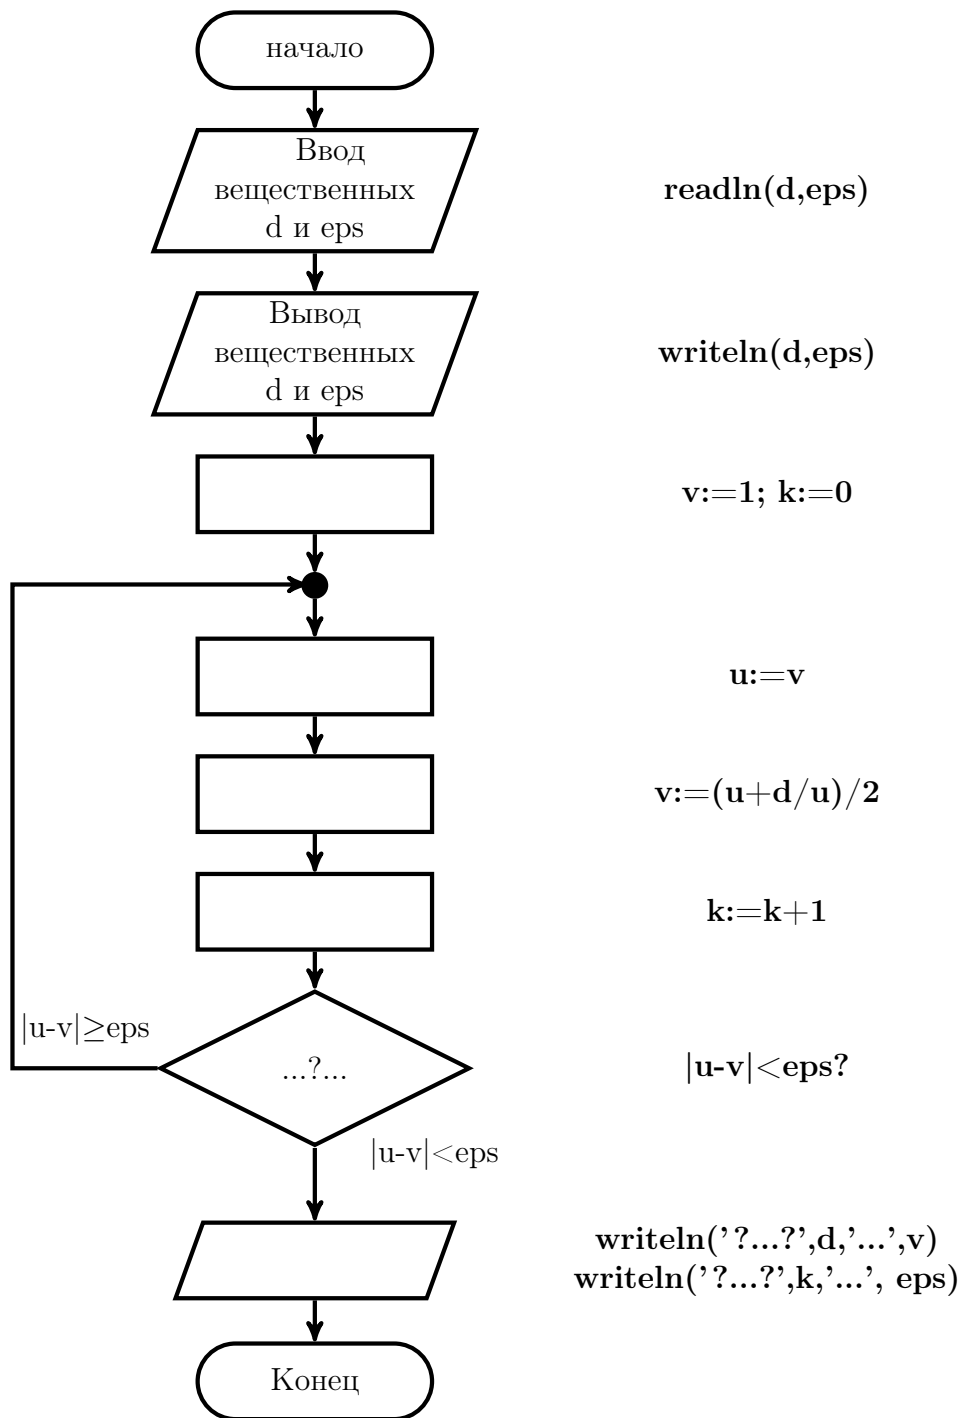 начало
Ввод
вещественных
d и eps
readln(d,eps)
Вывод
вещественных
d и eps
writeln(d,eps)
v:=1; k:=0
u:=v
v:=(u+d/u)/2
k:=k+1
|u-v|≥eps
...?...
|u-v|<eps?
|u-v|<eps
writeln('?...?',d,'...',v)
writeln('?...?',k,'...', eps)
Конец